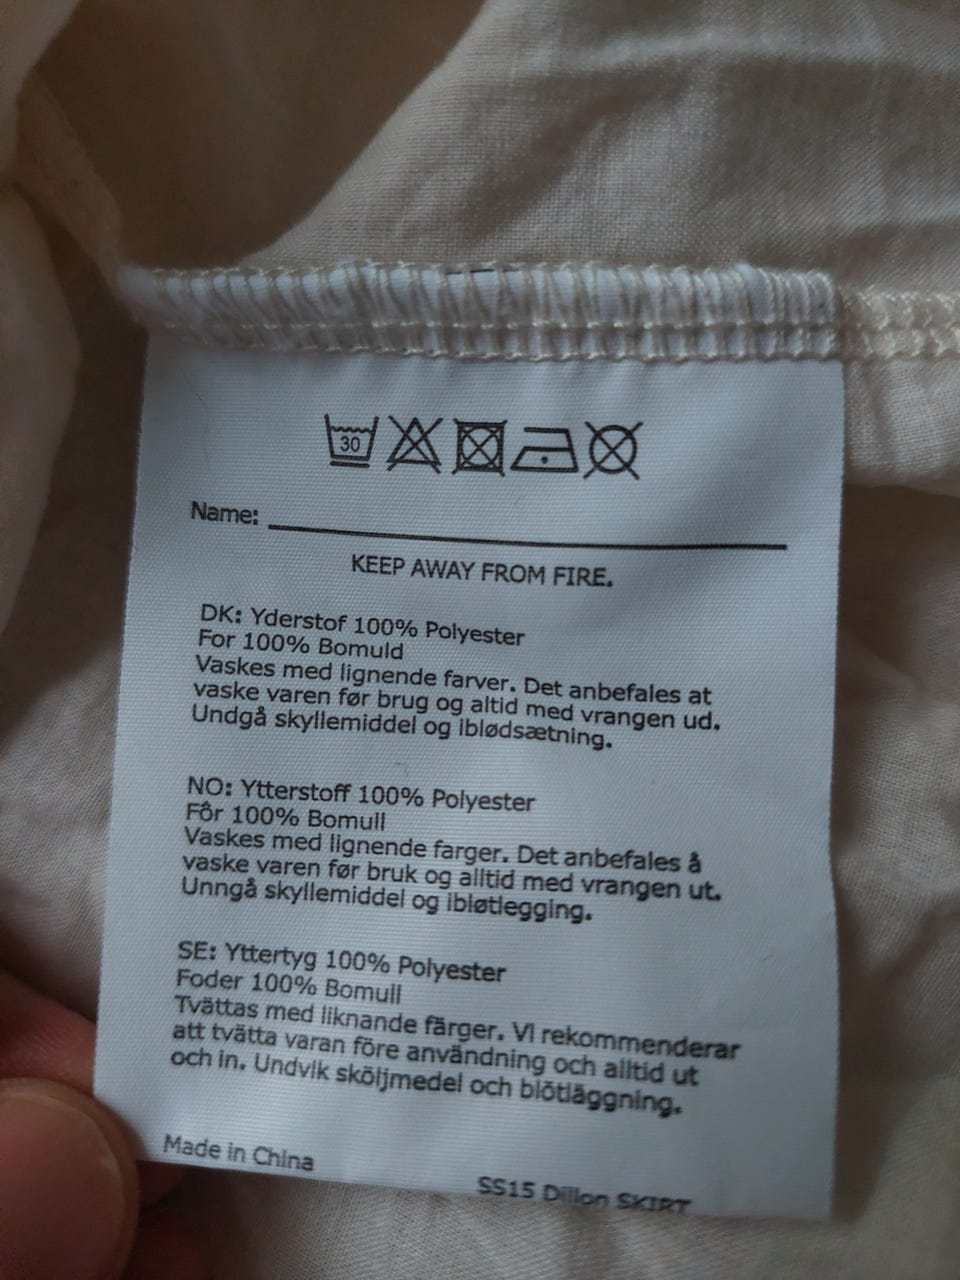 30
Name:
KEEP AWAY FROM FIRE.
DK: Yderstof 100% Polyester
For 100% Bomuld
Vaskes med lignende farver. Det anbefales at
vaske varen før brug og altid med vrangen ud.
Undgå skyllemiddel og iblødsætning.
NO: Ytterstoff 100% Polyester
Fôr 100% Bomull
Vaskes med lignende farger. Det anbefales å
vaske varen før bruk og alltid med vrangen ut.
Unngå skyllemiddel og ibløtlegging.
SE: Yttertyg 100% Polyester
Foder 100% Bomull
Tvättas med liknande färger. Vi rekommenderar
att tvätta varan före användning och alltid ut
och in. Undvik sköljmedel och blötläggning.
Made in China
SS15 Dillon SKIRT